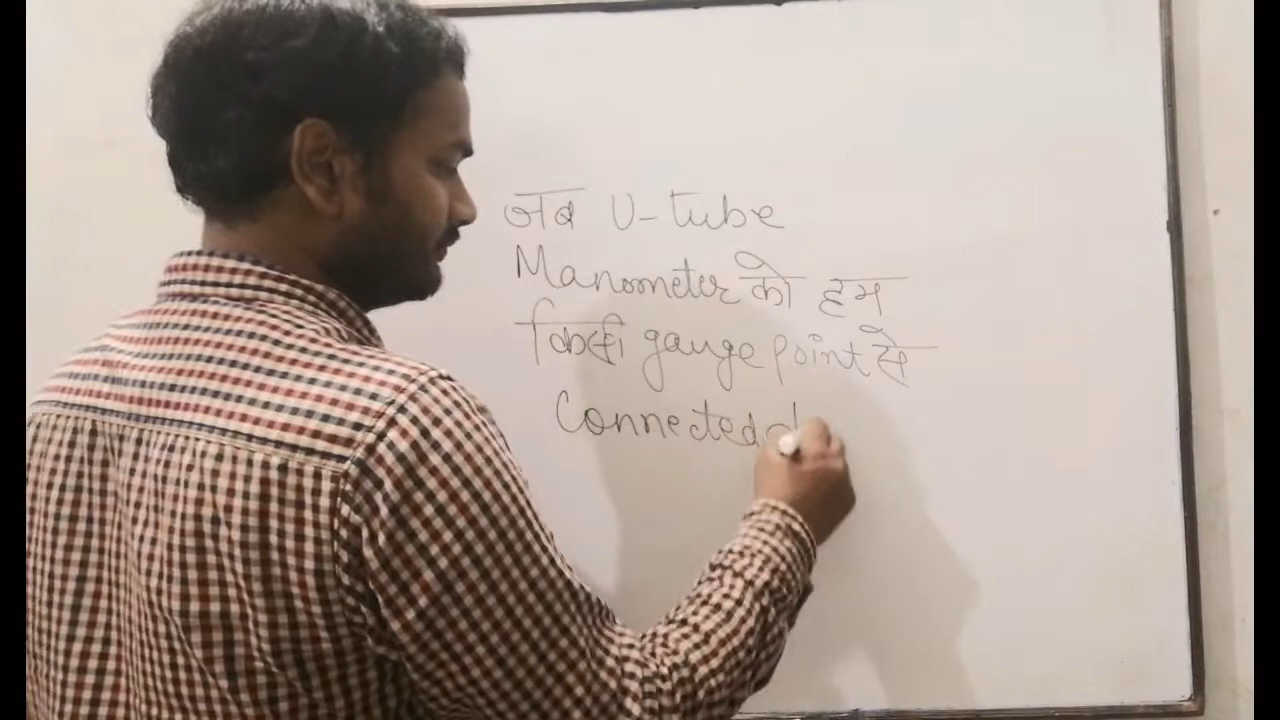 जब U-tube
Manometer को हम
किसी gauge point से
Connected